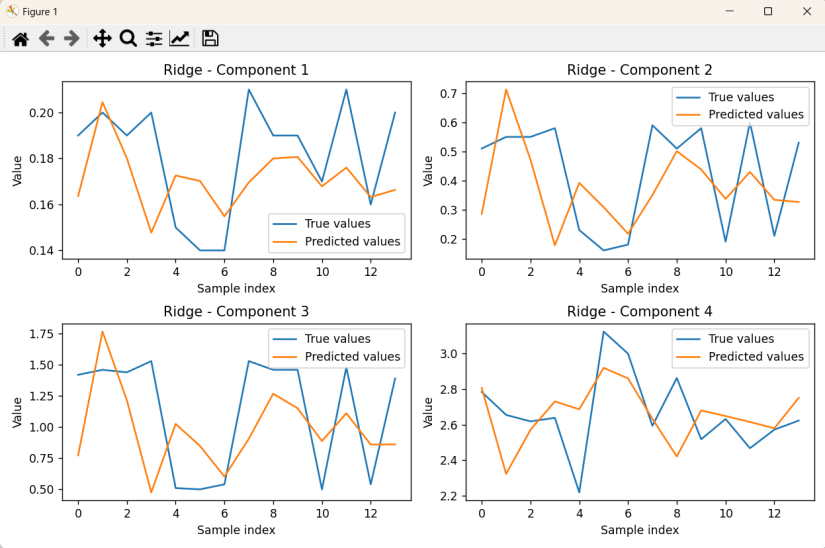 Figure 1
Ridge - Component 1
Value
0.20
0.18
0.16
0.14
True values
Predicted values
0 2 4 6 8 10 12
Sample index
Ridge - Component 2
Value
0.7
0.6
0.5
0.4
0.3
0.2
True values
Predicted values
0 2 4 6 8 10 12
Sample index
Ridge - Component 3
Value
1.75
1.50
1.25
1.00
0.75
0.50
True values
Predicted values
0 2 4 6 8 10 12
Sample index
Ridge - Component 4
Value
3.0
2.8
2.6
2.4
2.2
True values
Predicted values
0 2 4 6 8 10 12
Sample index